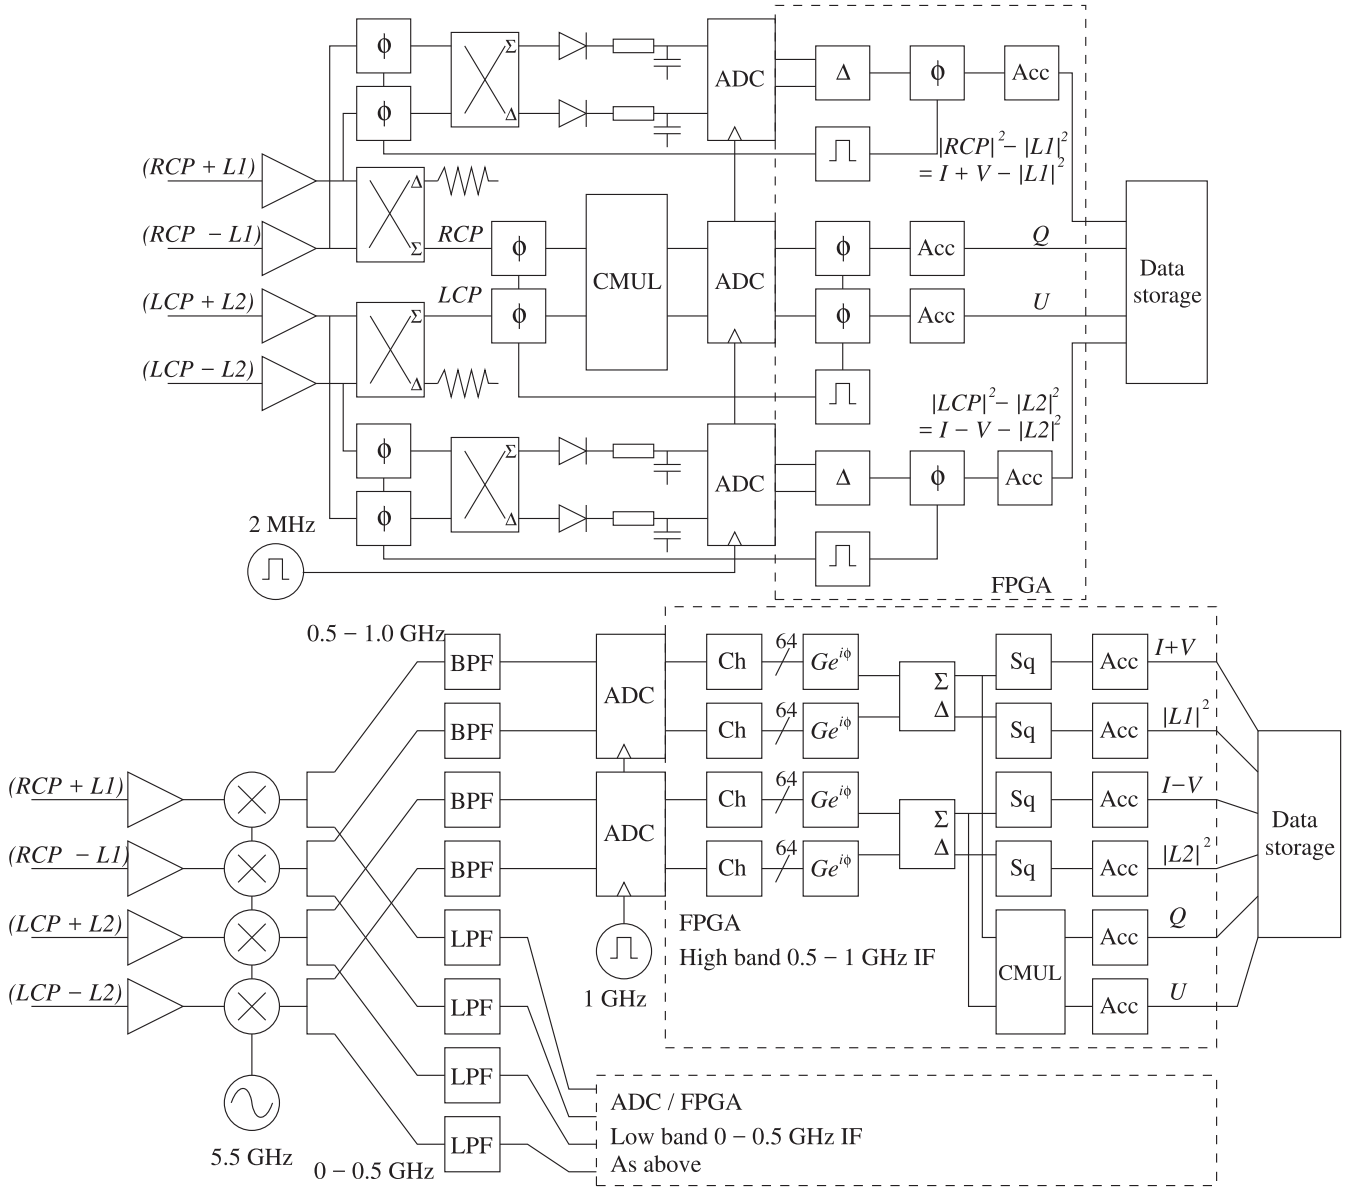 ϕ
Σ
Δ
ADC
Δ
ϕ
Acc
ϕ
|RCP|²− |L1|²
= I + V − |L1|²
(RCP + L1)
Δ
Σ
(RCP − L1)
RCP
ϕ
CMUL
ADC
ϕ
Acc
Q
Data
storage
(LCP + L2)
Σ
Δ
LCP
ϕ
ϕ
Acc
U
(LCP − L2)
|LCP|²− |L2|²
= I − V − |L2|²
ϕ
Σ
Δ
ADC
Δ
ϕ
Acc
ϕ
2 MHz
FPGA
0.5 − 1.0 GHz
BPF
ADC
Ch
64
Ge^iϕ
Σ
Δ
Sq
Acc
I+V
BPF
Ch
64
Ge^iϕ
Sq
Acc
|L1|²
(RCP + L1)
BPF
ADC
Ch
64
Ge^iϕ
Σ
Δ
Sq
Acc
I−V
Data
storage
(RCP − L1)
BPF
Ch
64
Ge^iϕ
Sq
Acc
|L2|²
(LCP + L2)
LPF
FPGA
High band 0.5 − 1 GHz IF
CMUL
Acc
Q
(LCP − L2)
LPF
1 GHz
Acc
U
LPF
ADC / FPGA
Low band 0 − 0.5 GHz IF
As above
5.5 GHz
0 − 0.5 GHz
LPF